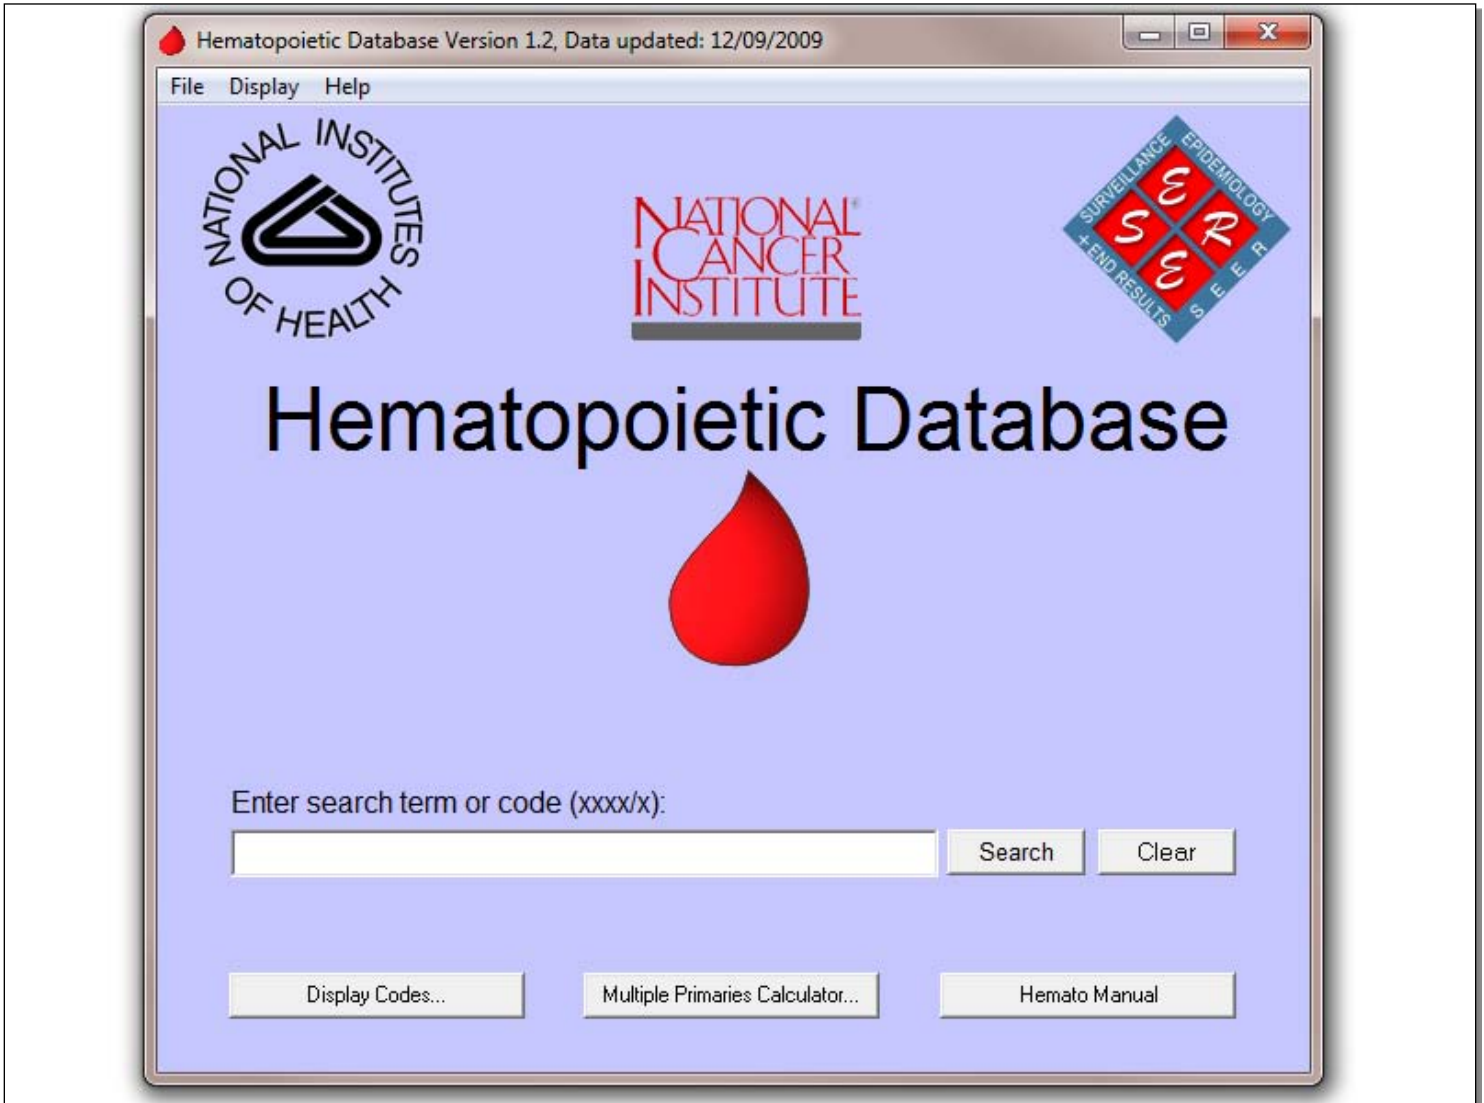 Hematopoietic Database Version 1.2, Data updated: 12/09/2009
File Display Help
NATIONAL INSTITUTES
OF HEALTH
NATIONAL
CANCER
INSTITUTE
SURVEILLANCE
EPIDEMIOLOGY
+ END RESULTS
SEER
S E E R
Hematopoietic Database
Enter search term or code (xxxx/x):
Search Clear
Display Codes... Multiple Primaries Calculator... Hemato Manual